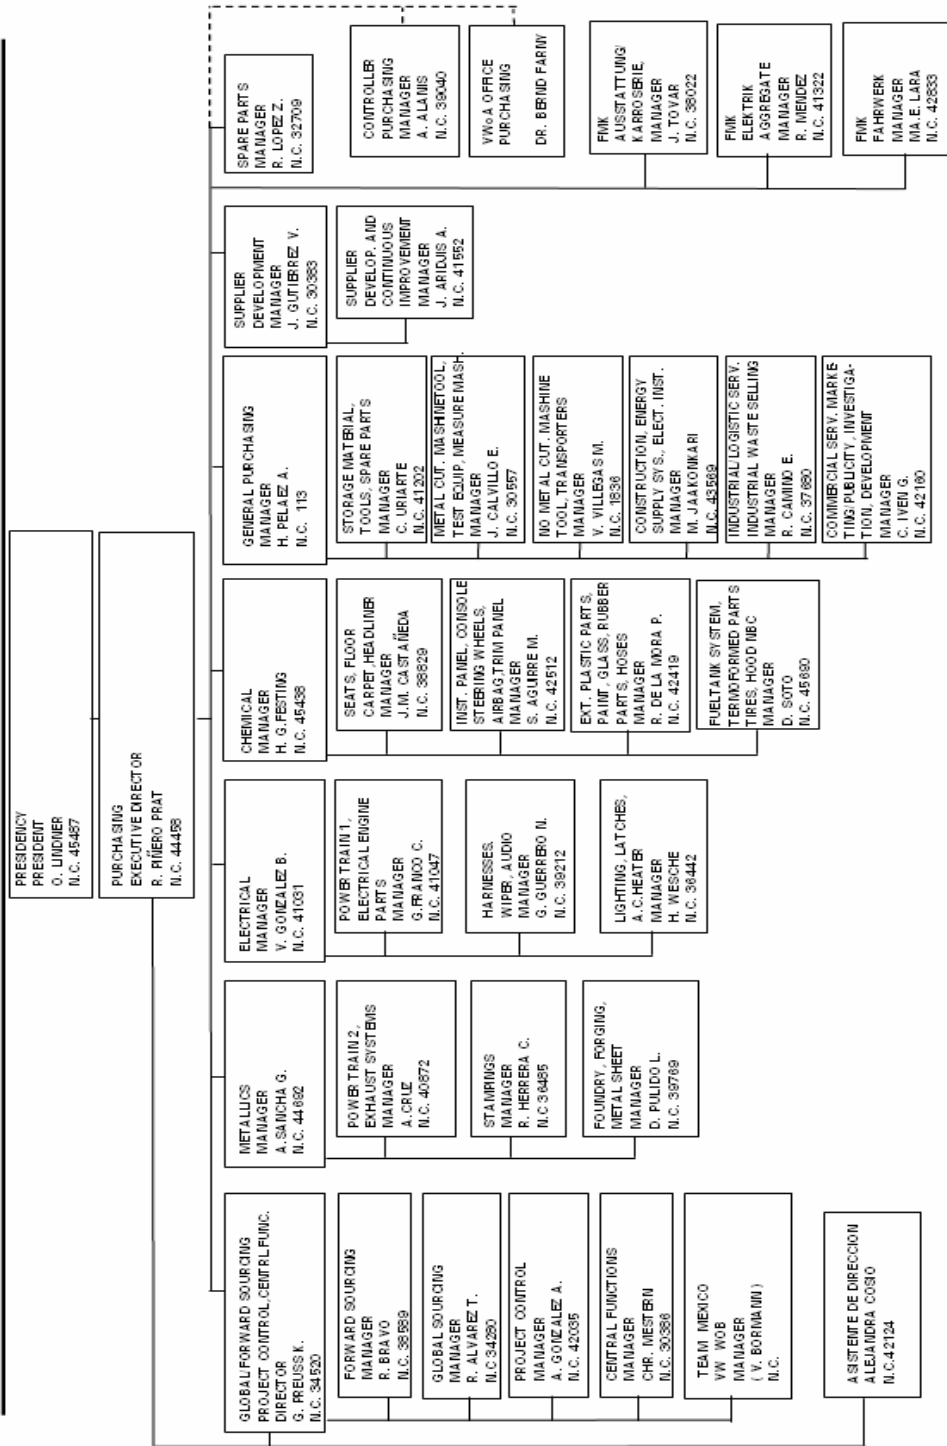 PRESIDENCY
PRESIDENT
O. LINDNER
N.C. 45487
PURCHASING
EXECUTIVE DIRECTOR
R. PIÑERO PRAT
N.C. 44458
GLOBAL/FORWARD SOURCING
PROJECT CONTROL,CENTRL.FUNC.
DIRECTOR
G. PREUSS K.
N.C. 34520
FORWARD SOURCING
MANAGER
R. BRAVO
N.C. 38589
GLOBAL SOURCING
MANAGER
R. ALVAREZ T.
N.C 34280
PROJECT CONTROL
MANAGER
A. GONZALEZ A.
N.C. 42035
CENTRAL FUNCTIONS
MANAGER
CHR. MESTERN
N.C. 30386
TEAM MEXICO
VW WOB
MANAGER
( V. BORMANN )
N.C.
ASISTENTE DE DIRECCION
ALEJANDRA COSIO
N.C.42124
METALLICS
MANAGER
A.SANCHA G.
N.C. 44692
POWER TRAIN 2,
EXHAUST SYSTEMS
MANAGER
A.CRUZ
N.C. 40872
STAMPINGS
MANAGER
R. HERRERA C.
N.C 36485
FOUNDRY, FORGING,
METAL SHEET
MANAGER
D. PULIDO L.
N.C. 39769
ELECTRICAL
MANAGER
V. GONZALEZ B.
N.C. 41031
POWER TRAIN 1,
ELECTRICAL ENGINE
PARTS
MANAGER
G.FRANCO C.
N.C. 41047
HARNESSES.
WIPER, AUDIO
MANAGER
G. GUERRERO N.
N.C. 39212
LIGHTING, LATCHES,
A.C.HEATER
MANAGER
H. WESCHE
N.C. 36442
CHEMICAL
MANAGER
H. G.FESTING
N.C. 45438
SEATS, FLOOR
CARPET,HEADLINER
MANAGER
J.M. CASTAÑEDA
N.C. 38829
INST. PANEL, CONSOLE
STEERING WHEELS,
AIRBAG,TRIM PANEL
MANAGER
S. AGUIRRE M.
N.C. 42512
EXT. PLASTIC PARTS,
PAINT, GLASS, RUBBER
PARTS, HOSES
MANAGER
R. DE LA MORA P.
N.C. 42419
FUELTANK SYSTEM,
TERMOFORMED PARTS
TIRES, HOOD NBC
MANAGER
D. SOTO
N.C. 45690
GENERAL PURCHASING
MANAGER
H. PELAEZ A.
N.C. 113
STORAGE MATERIAL,
TOOLS, SPARE PARTS
MANAGER
C. URIARTE
N.C. 41202
METAL CUT. MASHINETOOL,
TEST EQUIP, MEASURE MASH.
MANAGER
J. CALVILLO E.
N.C. 30557
NO METAL CUT. MASHINE
TOOL, TRANSPORTERS
MANAGER
V. VILLEGAS M.
N.C. 1836
CONSTRUCTION, ENERGY
SUPPLY SYS., ELECT. INST.
MANAGER
M. JAAKONKARI
N.C. 43569
INDUSTRIAL/LOGISTIC SERV.
INDUSTRIAL WASTE SELLING
MANAGER
R. CAMINO E.
N.C. 37680
COMMERCIAL SERV. MARKE
TING/PUBLICITY, INVESTIGA-
TION, DEVELOPMENT
MANAGER
C. IVEN G.
N.C. 42160
SUPPLIER
DEVELOPMENT
MANAGER
J. GUTIERREZ V.
N.C. 30383
SUPPLIER
DEVELOP. AND
CONTINUOUS
IMPROVEMENT
MANAGER
J. ARIDJIS A.
N.C. 41552
SPARE PARTS
MANAGER
R. LOPEZ Z.
N.C. 32709
CONTROLLER
PURCHASING
MANAGER
A. ALANIS
N.C. 39040
VWoA OFFICE
PURCHASING
DR. BERND FARNY
FMK
AUSSTATTUNG/
KARROSERIE,
MANAGER
J. TOVAR
N.C. 38022
FMK
ELEKTRIK
AGGREGATE
MANAGER
R. MENDEZ
N.C. 41322
FMK
FAHRWERK
MANAGER
MA.E. LARA
N.C. 42833